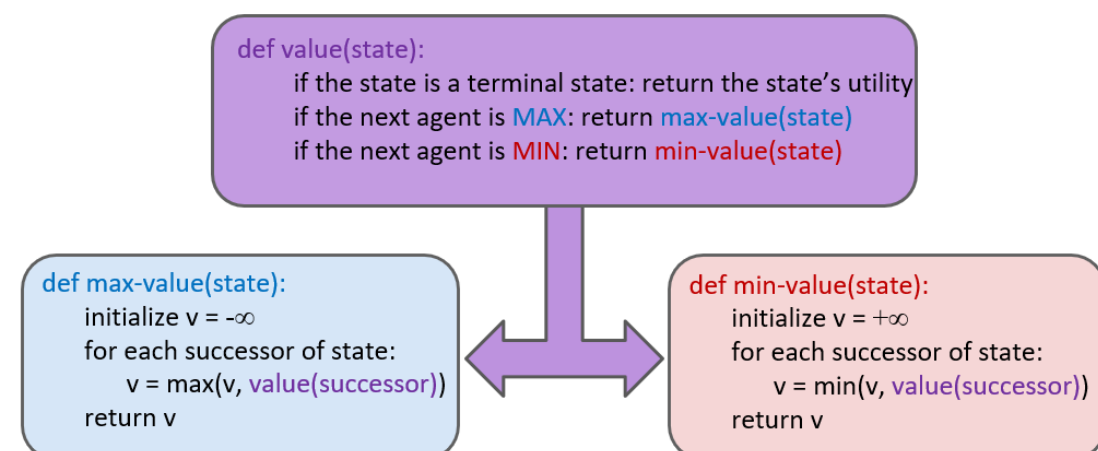 def value(state):
if the state is a terminal state: return the state’s utility
if the next agent is MAX: return max-value(state)
if the next agent is MIN: return min-value(state)
def max-value(state):
initialize v = -∞
for each successor of state:
v = max(v, value(successor))
return v
def min-value(state):
initialize v = +∞
for each successor of state:
v = min(v, value(successor))
return v